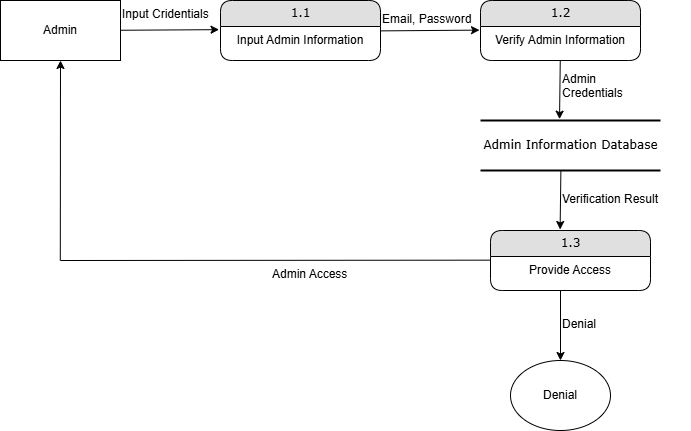 Admin
Input Cridentials
1.1
Input Admin Information
Email, Password
1.2
Verify Admin Information
Admin
Credentials
Admin Information Database
Verification Result
1.3
Provide Access
Admin Access
Denial
Denial